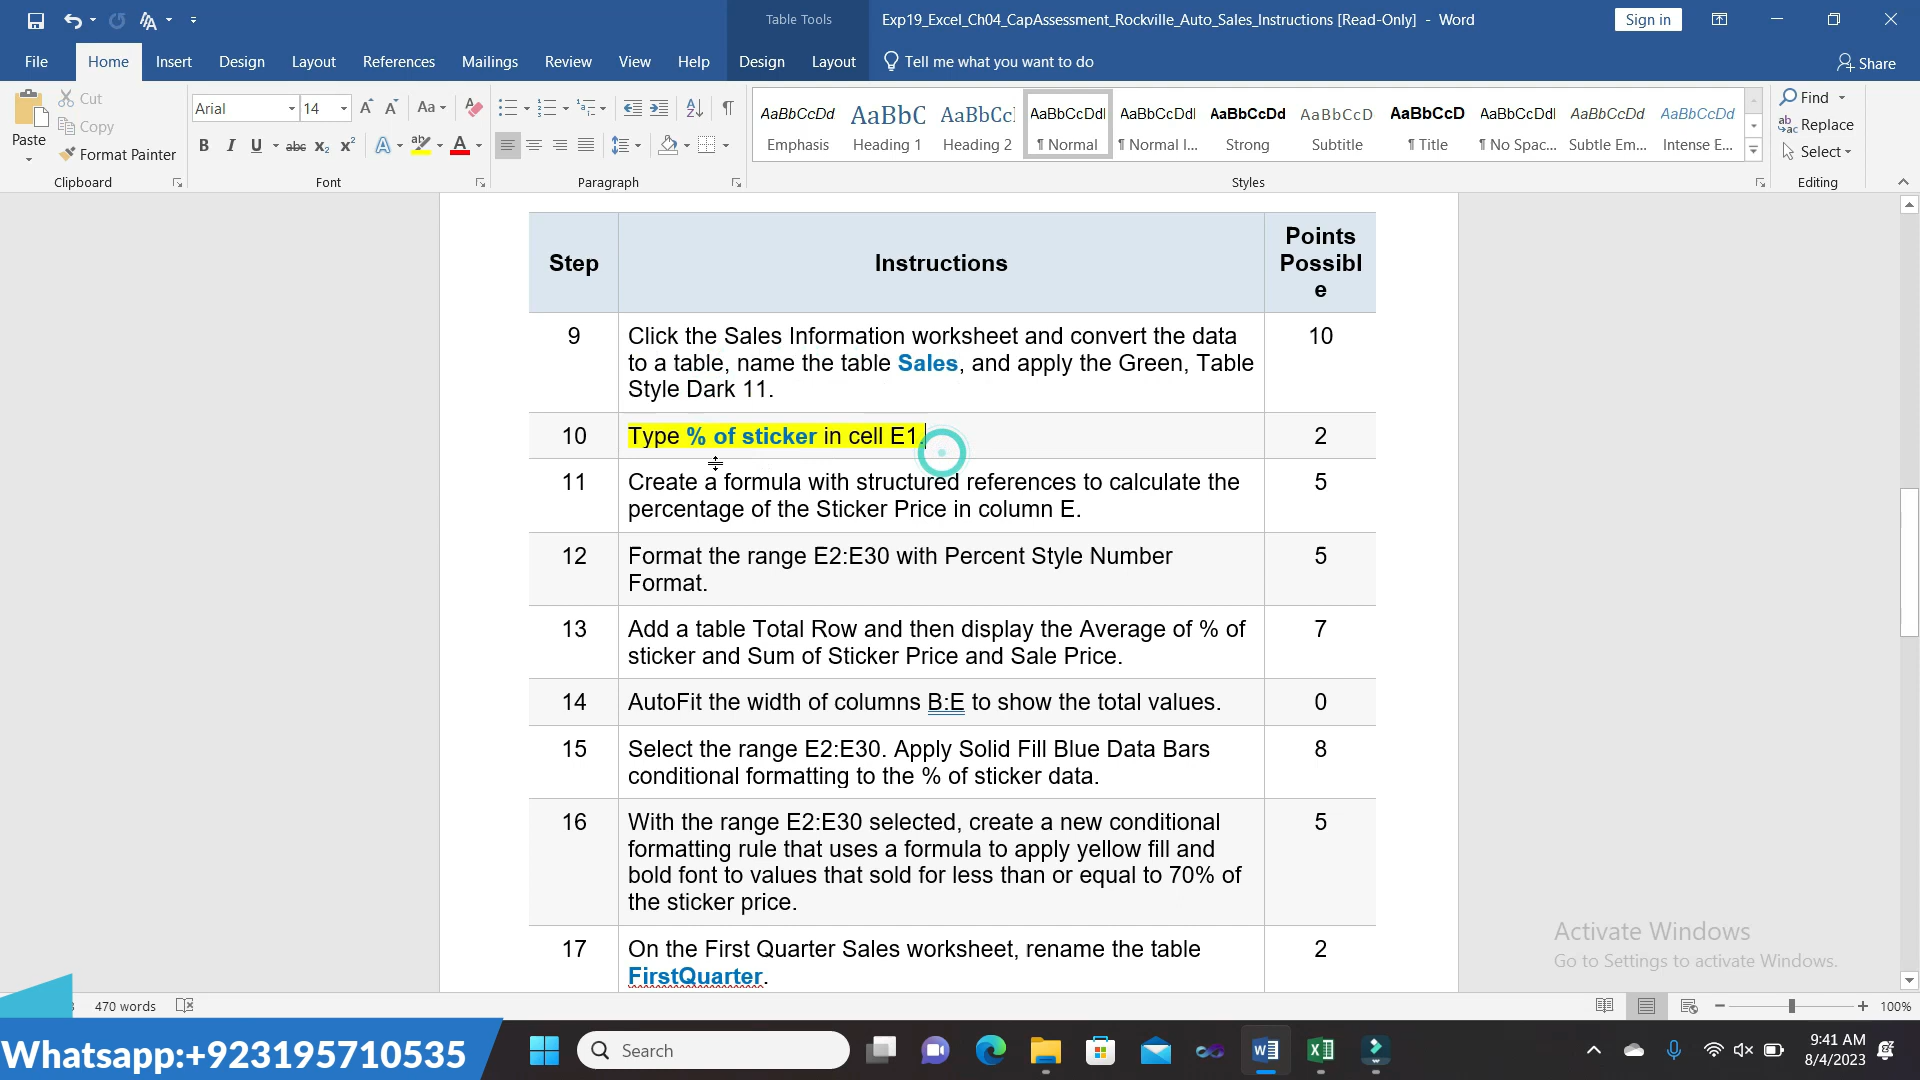 Table Tools
Exp19_Excel_Ch04_CapAssessment_Rockville_Auto_Sales_Instructions [Read-Only] - Word
Sign in
File Home Insert Design Layout References Mailings Review View Help Design Layout Tell me what you want to do Share
Paste
Cut
Copy
Format Painter
Clipboard
Arial 14
Font
Paragraph
AaBbCcDd AaBbC AaBbCc AaBbCcDd AaBbCcDd AaBbCcDd AaBbCcD AaBbCcD AaBbCcDd AaBbCcDd AaBbCcDd
Emphasis Heading 1 Heading 2 ¶ Normal ¶ Normal I... Strong Subtitle ¶ Title ¶ No Spac... Subtle Em... Intense E...
Styles
Find
Replace
Select
Editing
Step Instructions Points
Possibl
e
9 Click the Sales Information worksheet and convert the data 10
to a table, name the table Sales, and apply the Green, Table
Style Dark 11.
10 Type % of sticker in cell E1. 2
11 Create a formula with structured references to calculate the 5
percentage of the Sticker Price in column E.
12 Format the range E2:E30 with Percent Style Number 5
Format.
13 Add a table Total Row and then display the Average of % of 7
sticker and Sum of Sticker Price and Sale Price.
14 AutoFit the width of columns B:E to show the total values. 0
15 Select the range E2:E30. Apply Solid Fill Blue Data Bars 8
conditional formatting to the % of sticker data.
16 With the range E2:E30 selected, create a new conditional 5
formatting rule that uses a formula to apply yellow fill and
bold font to values that sold for less than or equal to 70% of
the sticker price.
17 On the First Quarter Sales worksheet, rename the table 2
FirstQuarter.
Activate Windows
Go to Settings to activate Windows.
470 words
100%
Whatsapp:+923195710535
Search
9:41 AM
8/4/2023